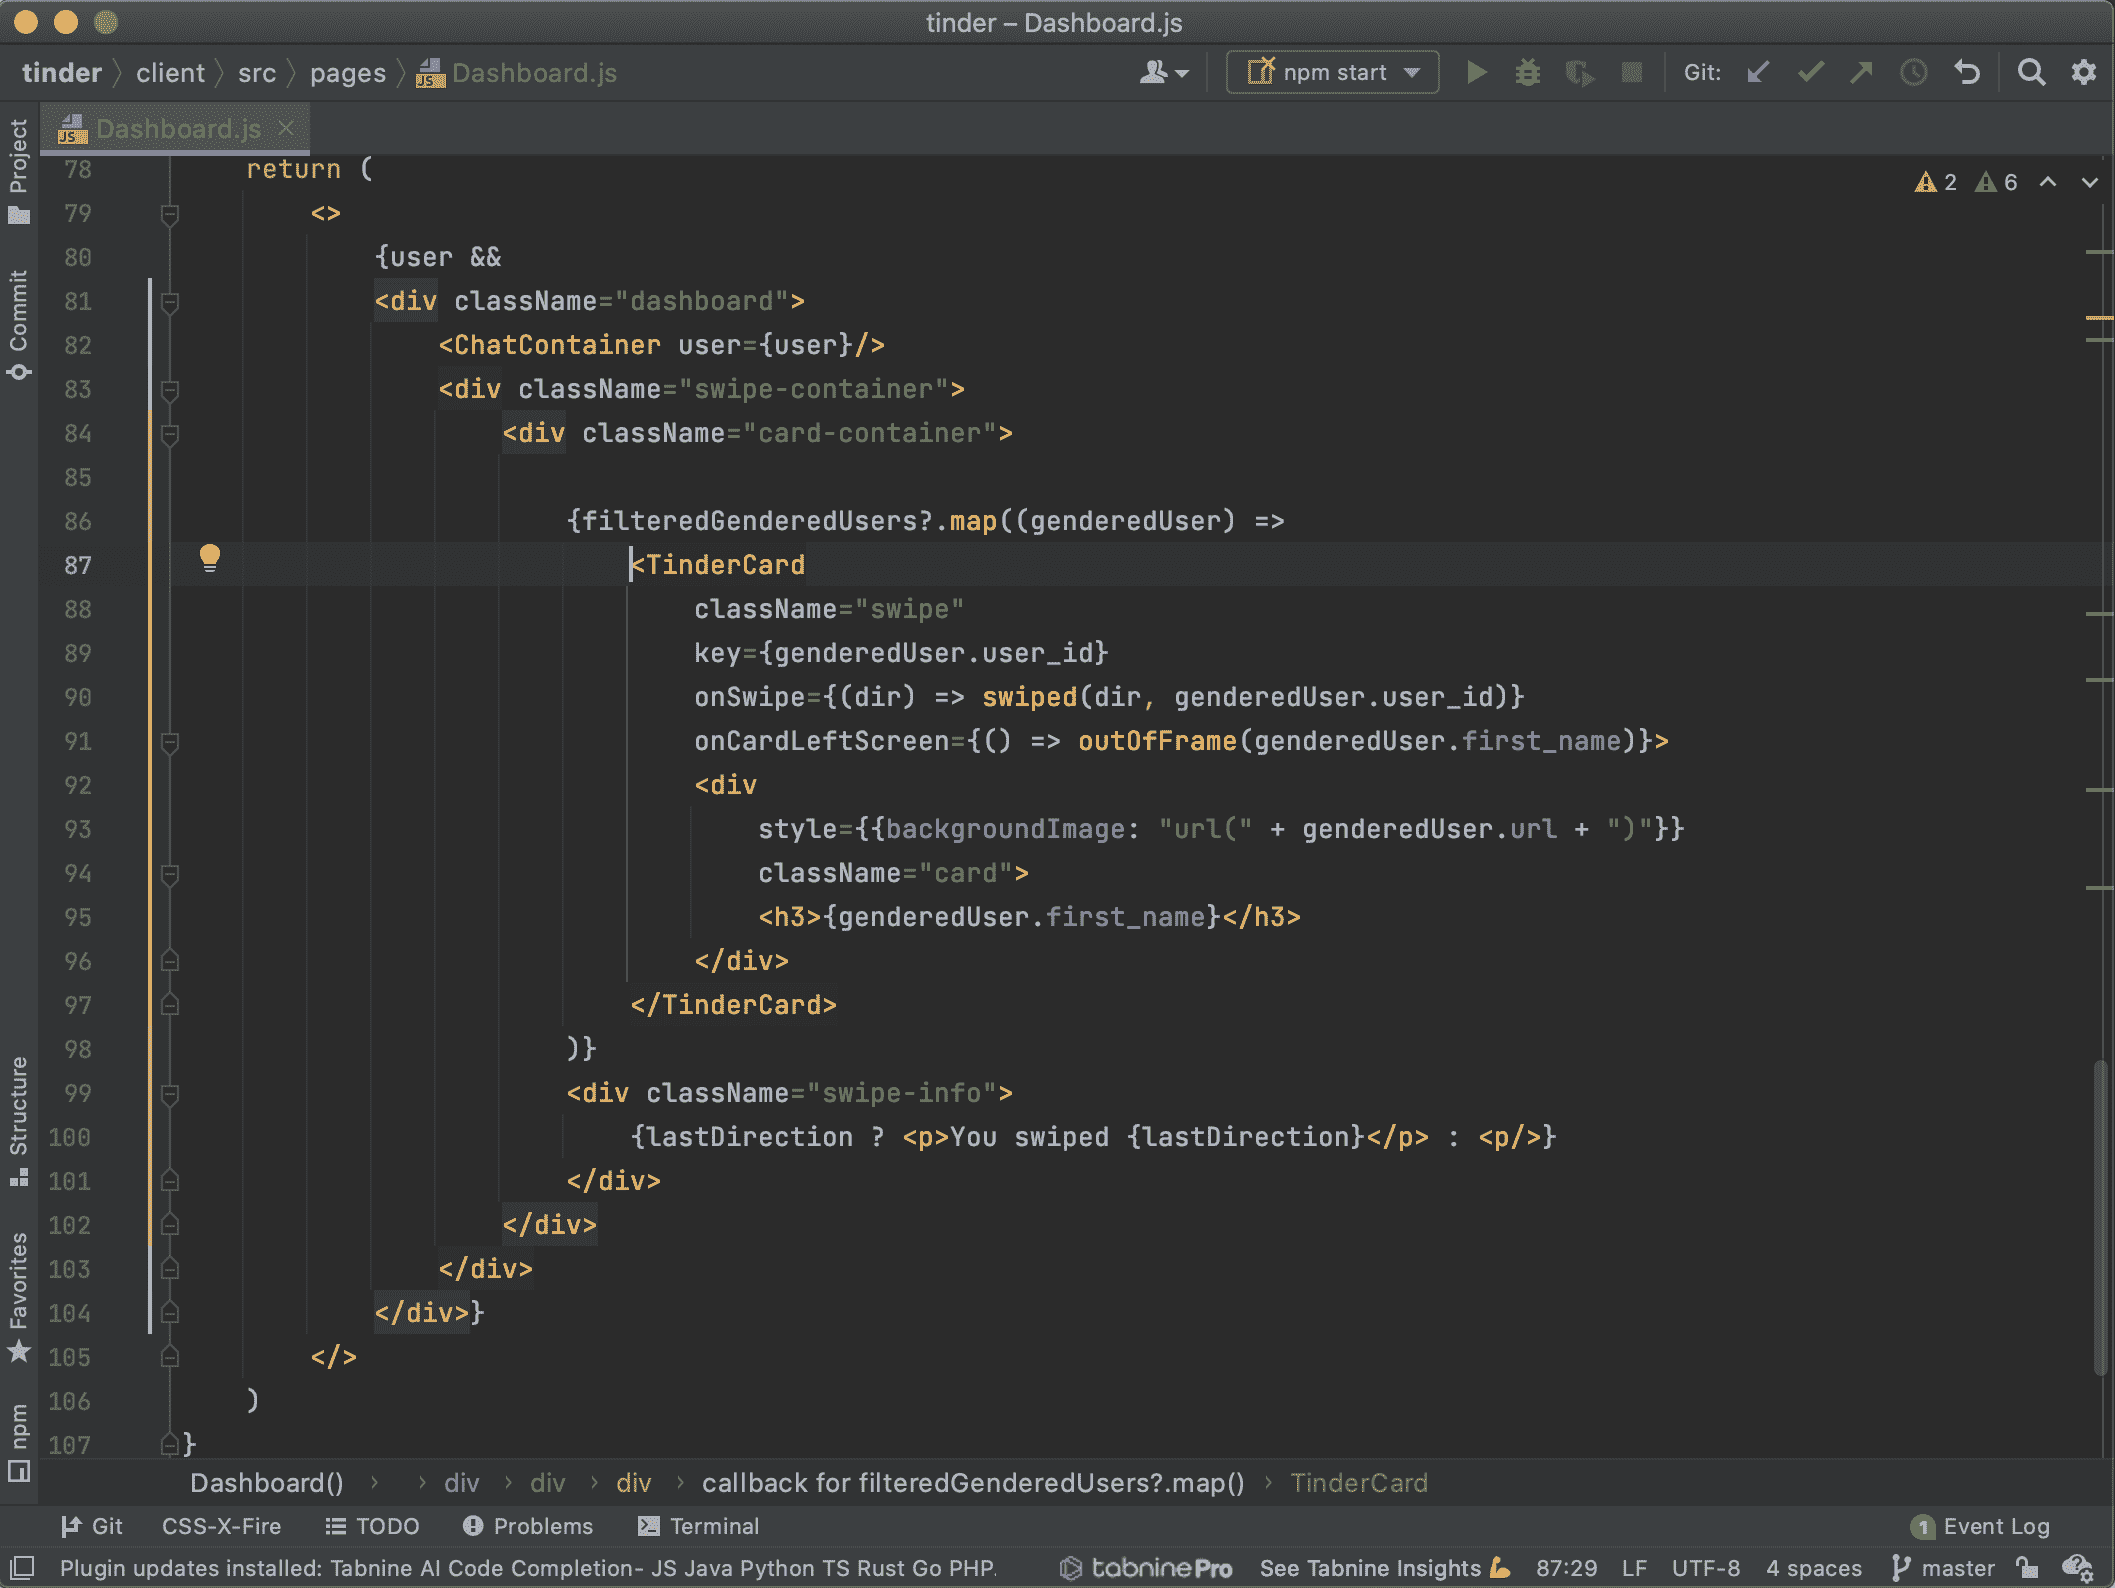 tinder – Dashboard.js
tinder client src pages Dashboard.js npm start Git:
Dashboard.js
Project
Commit
Structure
Favorites
npm
2 6
78 return (
79 <>
80 {user &&
81 <div className="dashboard">
82 <ChatContainer user={user}/>
83 <div className="swipe-container">
84 <div className="card-container">
85
86 {filteredGenderedUsers?.map((genderedUser) =>
87 <TinderCard
88 className="swipe"
89 key={genderedUser.user_id}
90 onSwipe={(dir) => swiped(dir, genderedUser.user_id)}
91 onCardLeftScreen={() => outOfFrame(genderedUser.first_name)}>
92 <div
93 style={{backgroundImage: "url(" + genderedUser.url + ")"}}
94 className="card">
95 <h3>{genderedUser.first_name}</h3>
96 </div>
97 </TinderCard>
98 )}
99 <div className="swipe-info">
100 {lastDirection ? <p>You swiped {lastDirection}</p> : <p/>}
101 </div>
102 </div>
103 </div>
104 </div>}
105 </>
106 )
107 }
Dashboard() › › div › div › div › callback for filteredGenderedUsers?.map() › TinderCard
Git CSS-X-Fire TODO Problems Terminal 1 Event Log
Plugin updates installed: Tabnine AI Code Completion- JS Java Python TS Rust Go PHP. tabninePro See Tabnine Insights 💪 87:29 LF UTF-8 4 spaces master